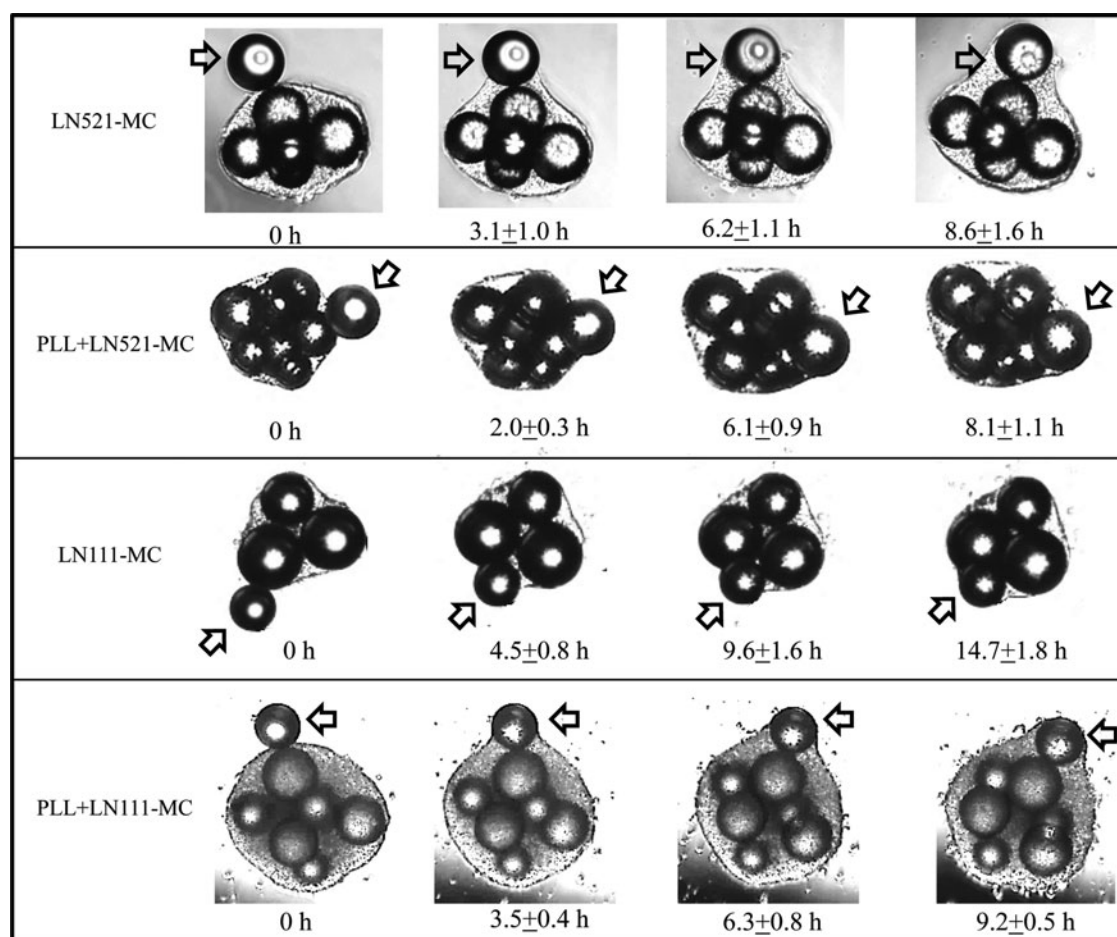 LN521-MC
0 h
3.1±1.0 h
6.2±1.1 h
8.6±1.6 h
PLL+LN521-MC
0 h
2.0±0.3 h
6.1±0.9 h
8.1±1.1 h
LN111-MC
0 h
4.5±0.8 h
9.6±1.6 h
14.7±1.8 h
PLL+LN111-MC
0 h
3.5±0.4 h
6.3±0.8 h
9.2±0.5 h